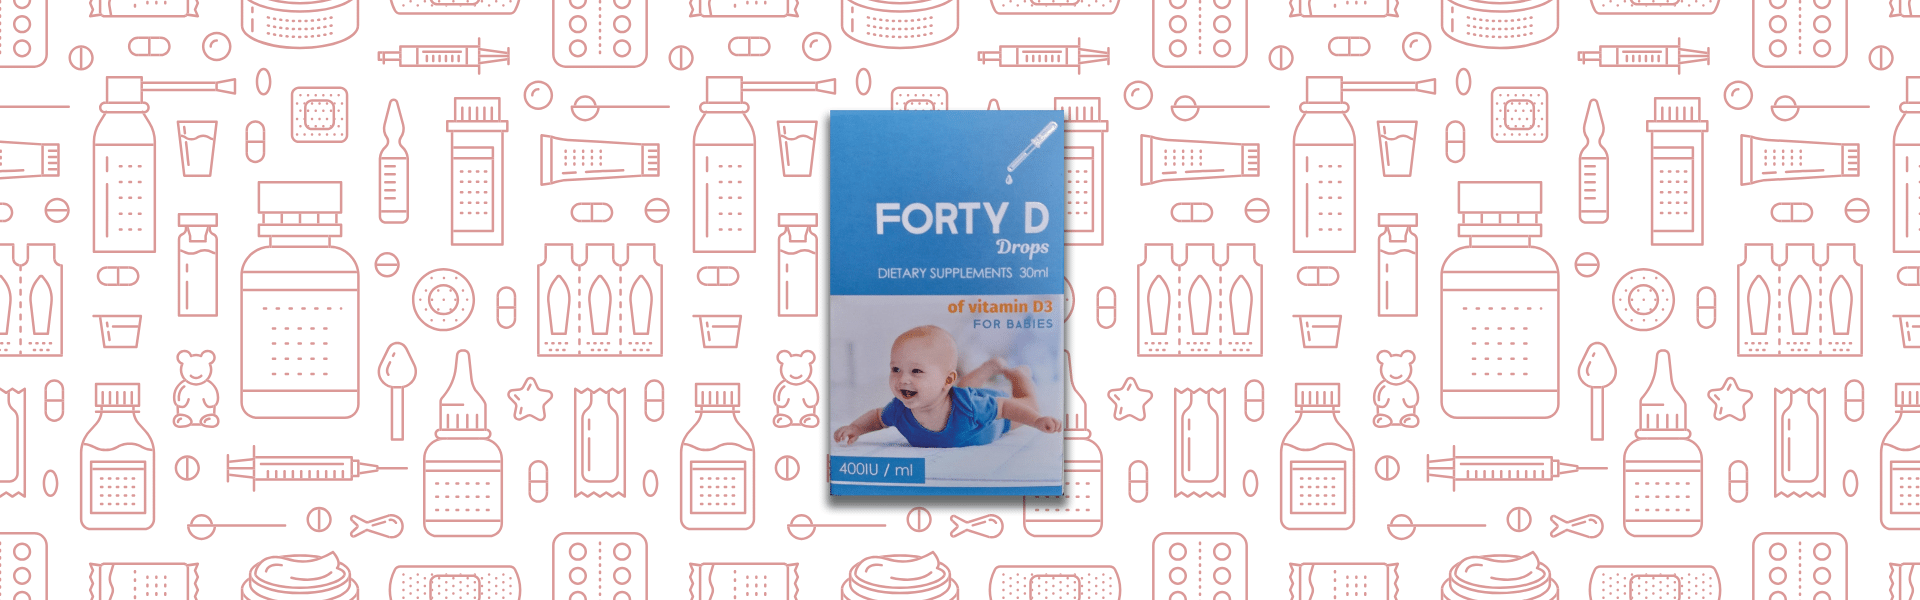 FORTY D
Drops
DIETARY SUPPLEMENTS 30ml
of vitamin D3
FOR BABIES
400IU / ml